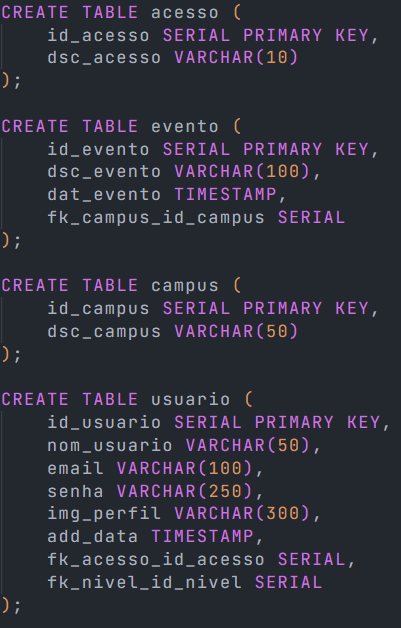 CREATE TABLE acesso (
    id_acesso SERIAL PRIMARY KEY,
    dsc_acesso VARCHAR(10)
);

CREATE TABLE evento (
    id_evento SERIAL PRIMARY KEY,
    dsc_evento VARCHAR(100),
    dat_evento TIMESTAMP,
    fk_campus_id_campus SERIAL
);

CREATE TABLE campus (
    id_campus SERIAL PRIMARY KEY,
    dsc_campus VARCHAR(50)
);

CREATE TABLE usuario (
    id_usuario SERIAL PRIMARY KEY,
    nom_usuario VARCHAR(50),
    email VARCHAR(100),
    senha VARCHAR(250),
    img_perfil VARCHAR(300),
    add_data TIMESTAMP,
    fk_acesso_id_acesso SERIAL,
    fk_nivel_id_nivel SERIAL
);